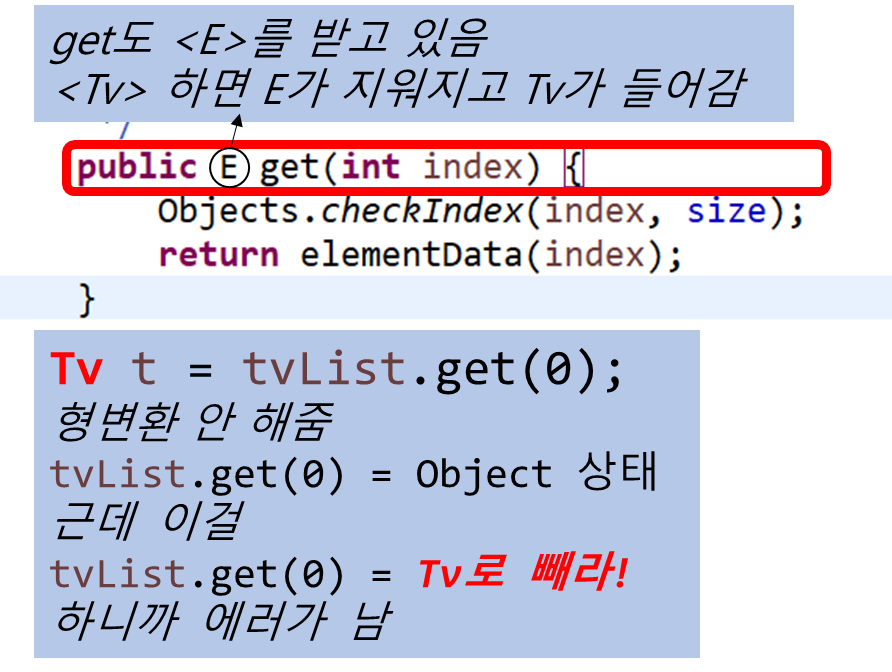 get도 <E>를 받고 있음
<Tv> 하면 E가 지워지고 Tv가 들어감
*/
public E get(int index) {
Objects.checkIndex(index, size);
return elementData(index);
}
Tv t = tvList.get(0);
형변환 안 해줌
tvList.get(0) = Object 상태
근데 이걸
tvList.get(0) = Tv로 빼라!
하니까 에러가 남